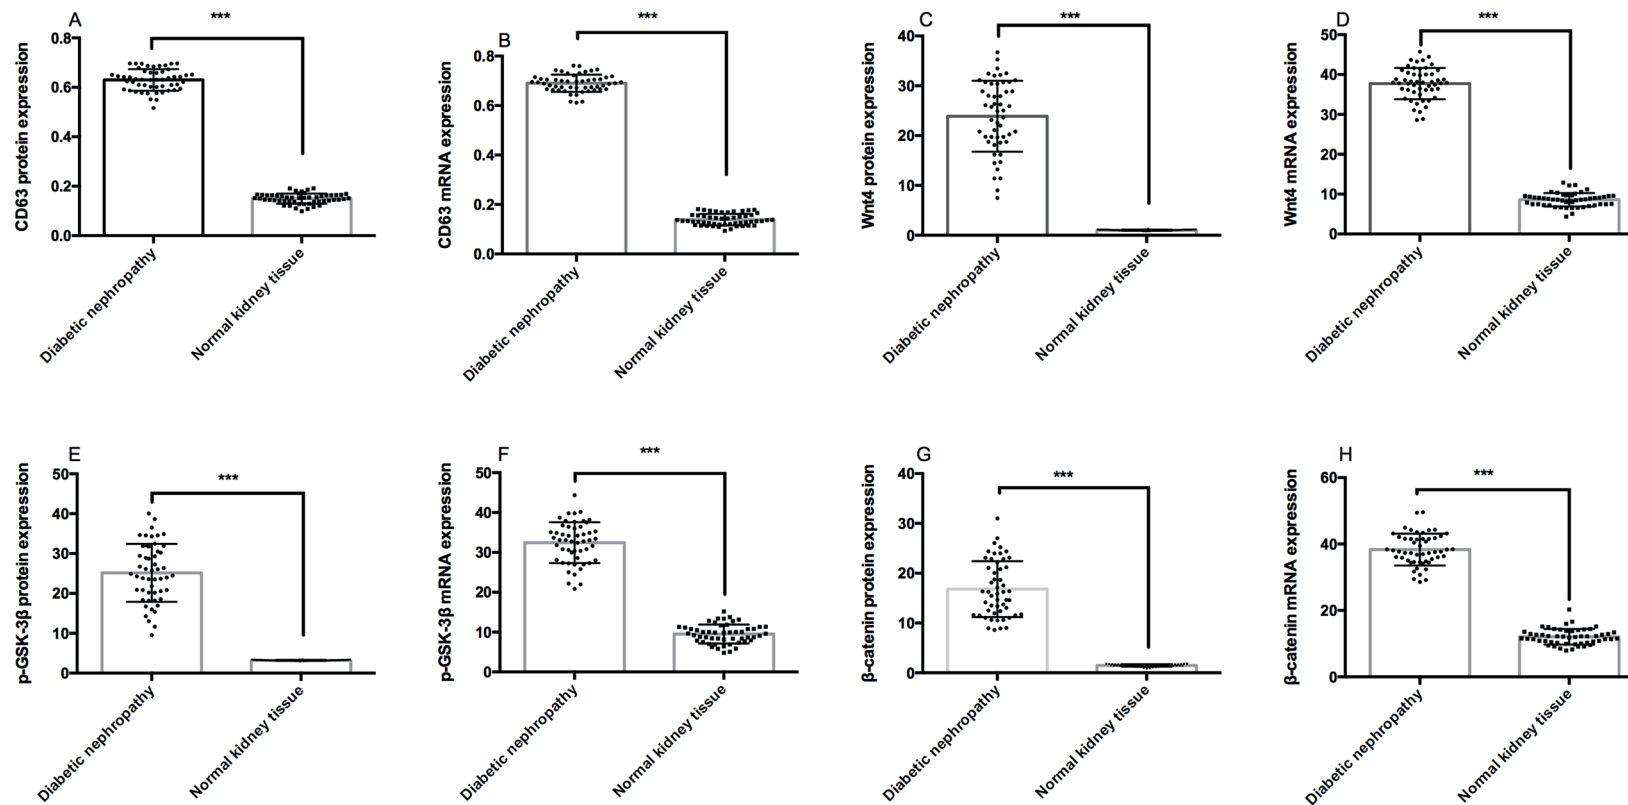 A
***
CD63 protein expression
0.8
0.6
0.4
0.2
0.0
Diabetic nephropathy
Normal kidney tissue
B
***
CD63 mRNA expression
0.8
0.6
0.4
0.2
0.0
Diabetic nephropathy
Normal kidney tissue
C
***
Wnt4 protein expression
40
30
20
10
0
Diabetic nephropathy
Normal kidney tissue
D
***
Wnt4 mRNA expression
50
40
30
20
10
0
Diabetic nephropathy
Normal kidney tissue
E
***
p-GSK-3β protein expression
50
40
30
20
10
0
Diabetic nephropathy
Normal kidney tissue
F
***
p-GSK-3β mRNA expression
50
40
30
20
10
0
Diabetic nephropathy
Normal kidney tissue
G
***
β-catenin protein expression
40
30
20
10
0
Diabetic nephropathy
Normal kidney tissue
H
***
β-catenin mRNA expression
60
40
20
0
Diabetic nephropathy
Normal kidney tissue